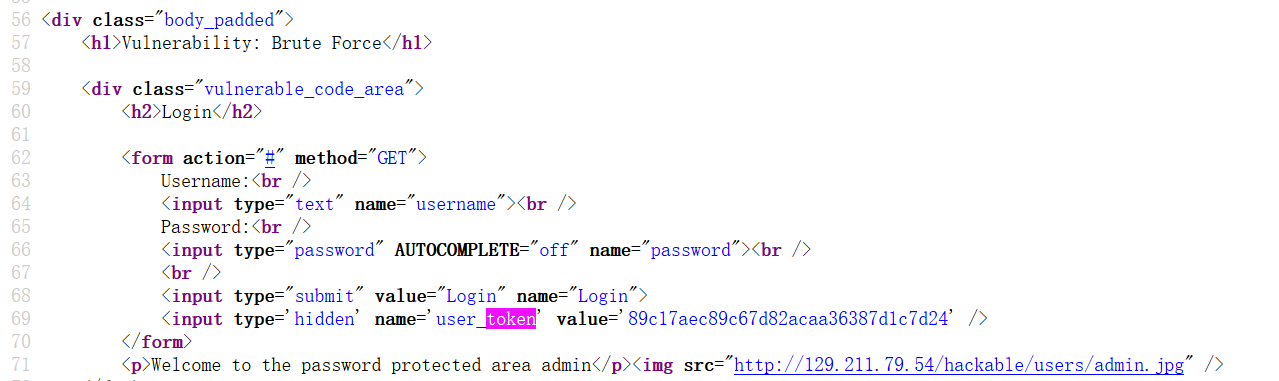 56 <div class="body_padded">
57 <h1>Vulnerability: Brute Force</h1>
58
59 <div class="vulnerable_code_area">
60 <h2>Login</h2>
61
62 <form action="#" method="GET">
63 Username:<br />
64 <input type="text" name="username"><br />
65 Password:<br />
66 <input type="password" AUTOCOMPLETE="off" name="password"><br />
67 <br />
68 <input type="submit" value="Login" name="Login">
69 <input type='hidden' name='user_token' value='89c17aec89c67d82acaa36387d1c7d24' />
70 </form>
71 <p>Welcome to the password protected area admin</p><img src="http://129.211.79.54/hackable/users/admin.jpg" />